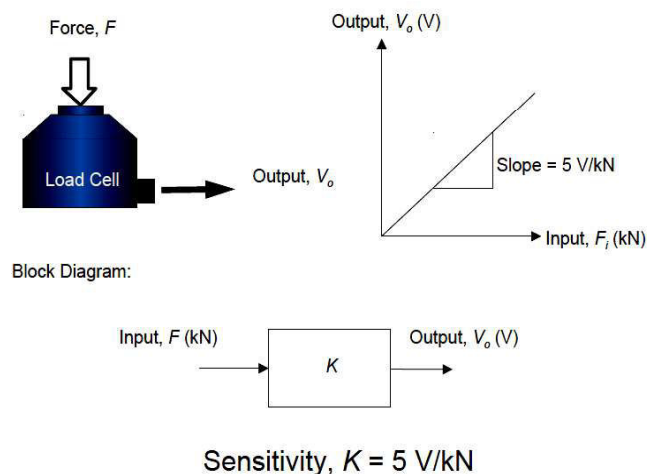 Force, F
Output, Vo (V)
Load Cell
Output, Vo
Slope = 5 V/kN
Input, Fi (kN)
Block Diagram:
Input, F (kN)
Output, Vo (V)
K
Sensitivity, K = 5 V/kN